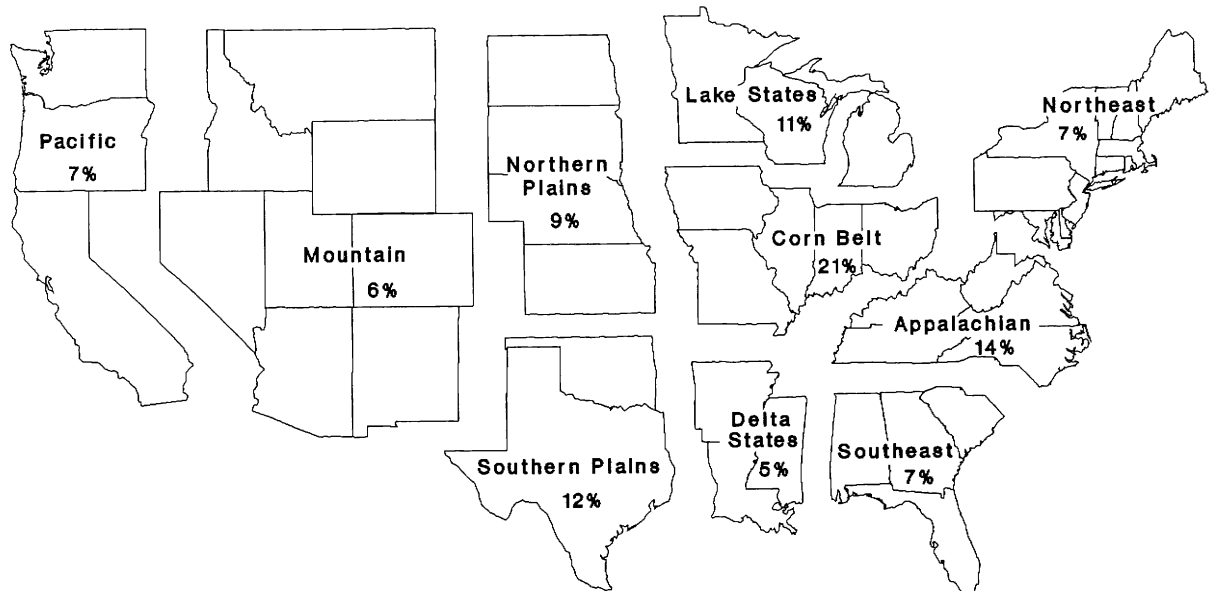 Pacific
7%
Mountain
6%
Northern
Plains
9%
Southern Plains
12%
Lake States
11%
Corn Belt
21%
Delta
States
5%
Northeast
7%
Appalachian
14%
Southeast
7%